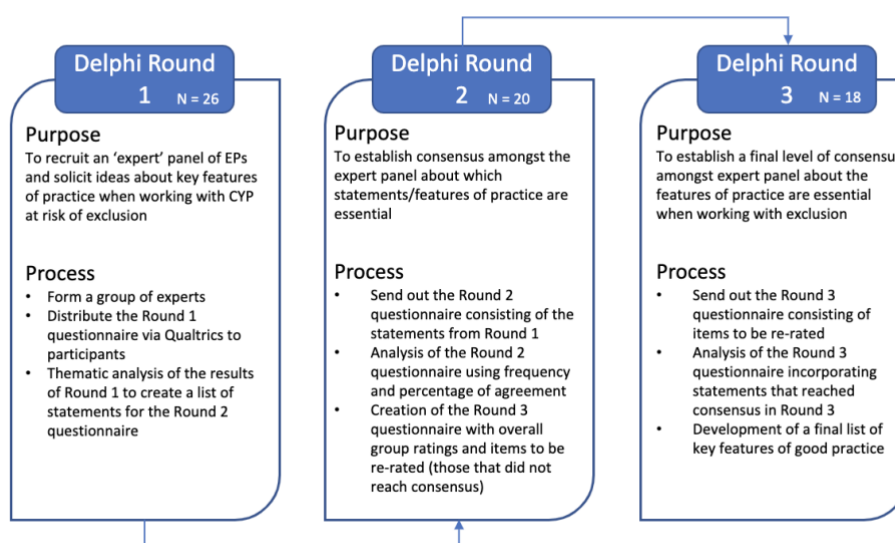 Delphi Round
1 N = 26
Purpose
To recruit an ‘expert’ panel of EPs
and solicit ideas about key features
of practice when working with CYP
at risk of exclusion
Process
• Form a group of experts
• Distribute the Round 1
questionnaire via Qualtrics to
participants
• Thematic analysis of the results
of Round 1 to create a list of
statements for the Round 2
questionnaire
Delphi Round
2 N = 20
Purpose
To establish consensus amongst the
expert panel about which
statements/features of practice are
essential
Process
• Send out the Round 2
questionnaire consisting of the
statements from Round 1
• Analysis of the Round 2
questionnaire using frequency
and percentage of agreement
• Creation of the Round 3
questionnaire with overall
group ratings and items to be
re-rated (those that did not
reach consensus)
Delphi Round
3 N = 18
Purpose
To establish a final level of consensu
amongst expert panel about the
features of practice are essential
when working with exclusion
Process
• Send out the Round 3
questionnaire consisting of
items to be re-rated
• Analysis of the Round 3
questionnaire incorporating
statements that reached
consensus in Round 3
• Development of a final list of
key features of good practice